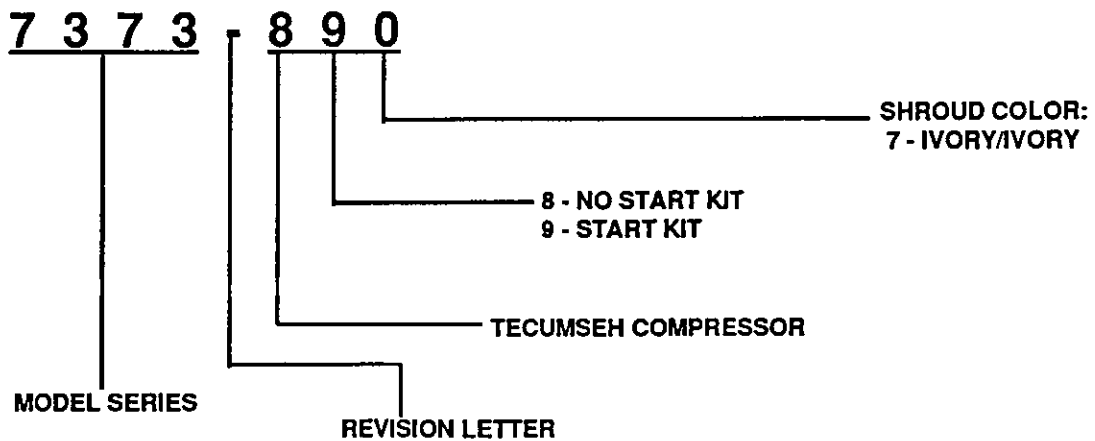 7 3 7 3 - 8 9 0
SHROUD COLOR:
7 - IVORY/IVORY
8 - NO START KIT
9 - START KIT
TECUMSEH COMPRESSOR
MODEL SERIES
REVISION LETTER